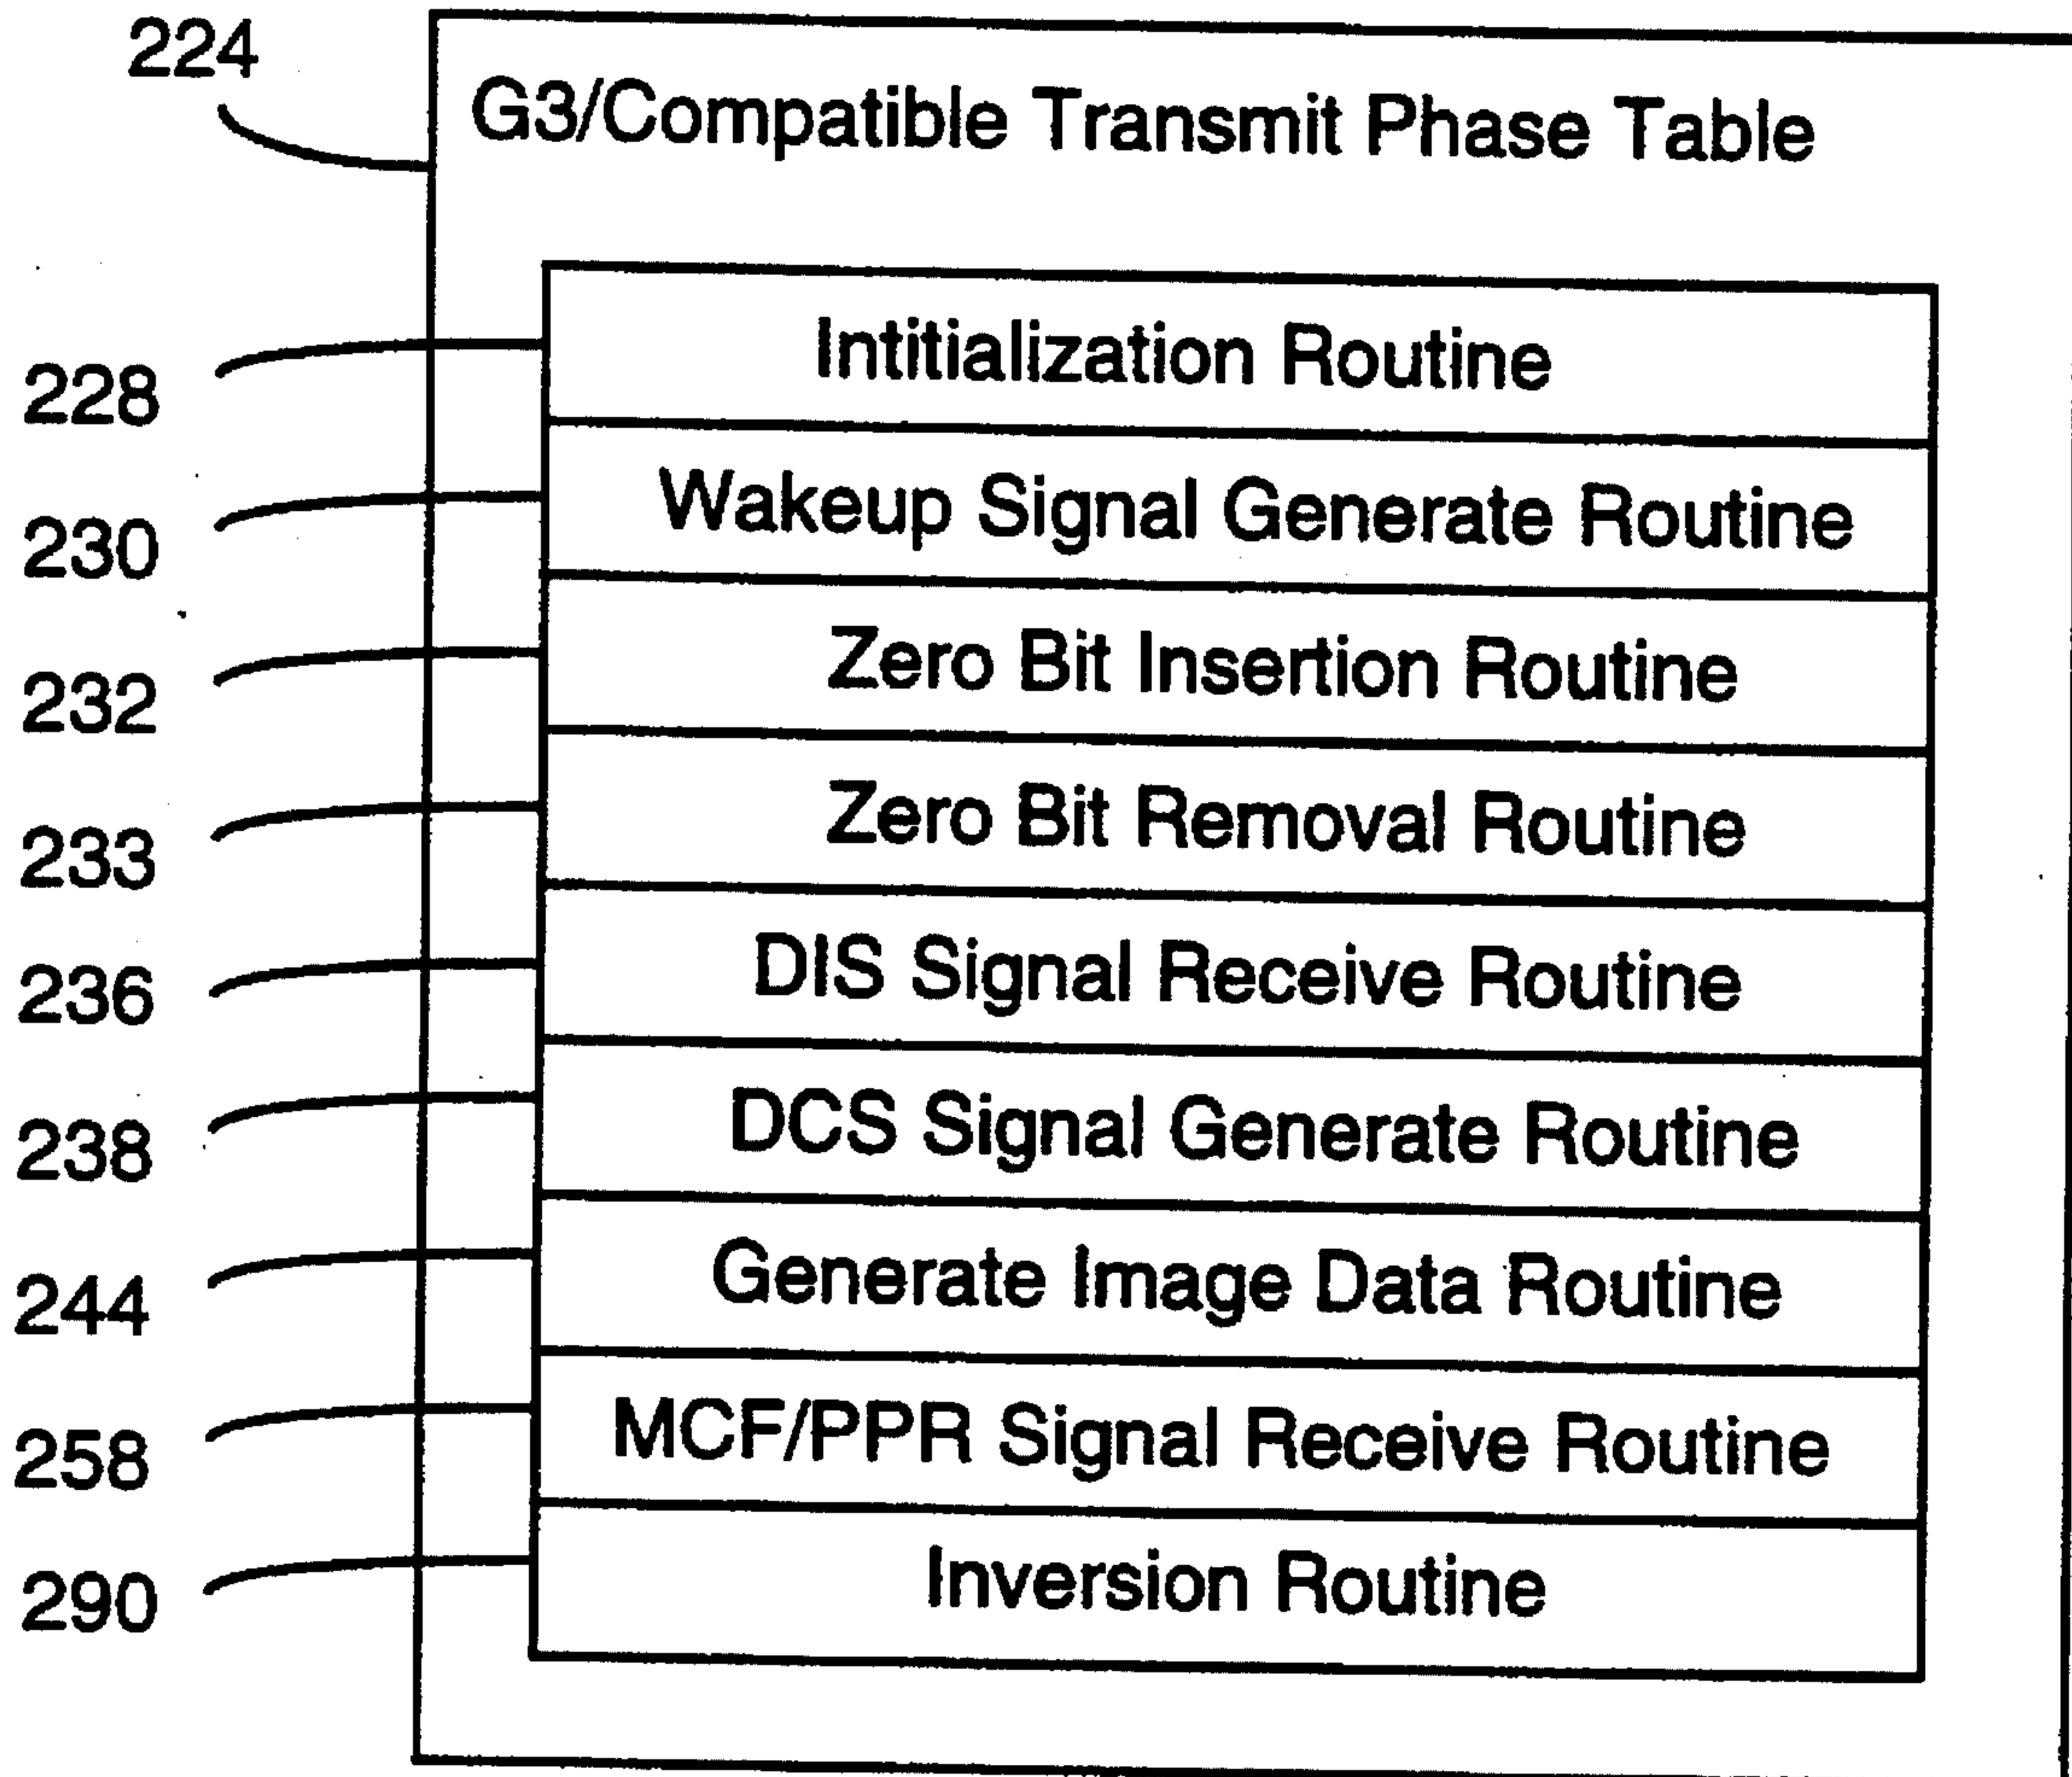 224
G3/Compatible Transmit Phase Table
228
Intitialization Routine
230
Wakeup Signal Generate Routine
232
Zero Bit Insertion Routine
233
Zero Bit Removal Routine
236
DIS Signal Receive Routine
238
DCS Signal Generate Routine
244
Generate Image Data Routine
258
MCF/PPR Signal Receive Routine
290
Inversion Routine